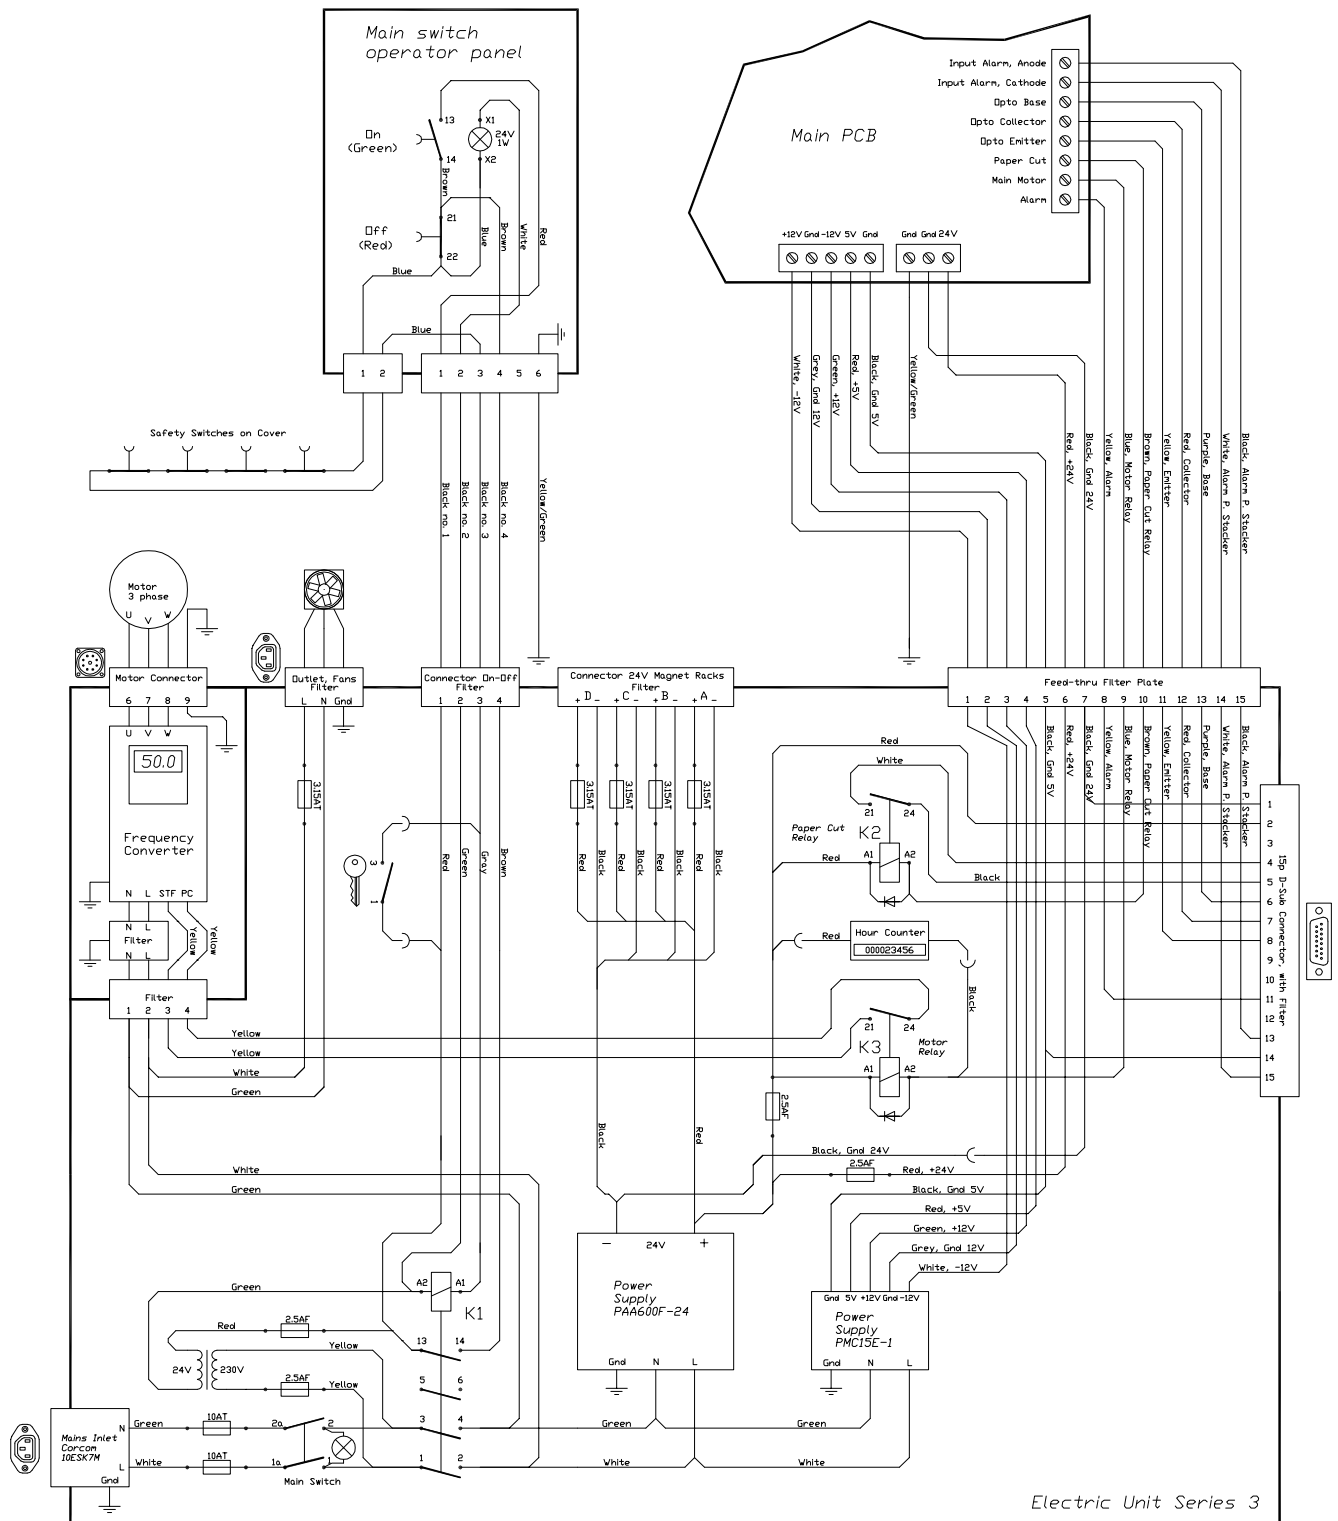 Main switch
operator panel
On
(Green)
13
14
X1
24V
1W
X2
Brown
Off
(Red)
21
22
Blue
Blue
Brown
White
Red
Blue
1 2
1 2 3 4 5 6
Main PCB
Input Alarm, Anode
Input Alarm, Cathode
Opto Base
Opto Collector
Opto Emitter
Paper Cut
Main Motor
Alarm
+12V Gnd -12V 5V Gnd
Gnd Gnd 24V
White, -12V
Grey, Gnd 12V
Green, +12V
Red, +5V
Black, Gnd 5V
Yellow/Green
Red, +24V
Black, Gnd 24V
Yellow, Alarm
Blue, Motor Relay
Brown, Paper Cut Relay
Yellow, Emitter
Red, Collector
Purple, Base
White, Alarm P. Stacker
Black, Alarm P. Stacker
Safety Switches on Cover
Black no. 1
Black no. 2
Black no. 3
Black no. 4
Yellow/Green
Motor
3 phase
U V W
Motor Connector
6 7 8 9
Outlet, Fans
Filter
L N Gnd
Connector On-Off
Filter
1 2 3 4
Connector 24V Magnet Racks
Filter
+ D - + C - + B - + A -
Feed-thru Filter Plate
1 2 3 4 5 6 7 8 9 10 11 12 13 14 15
U V W
50.0
Frequency
Converter
N L STF PC
N L
Filter
N L
Yellow
Yellow
Filter
1 2 3 4
3.15AT
3
1
Red
Green
Gray
Brown
3.15AT
3.15AT
3.15AT
3.15AT
Red
Black
Red
Black
Red
Black
Red
Black
Black, Gnd 5V
Red, +24V
Black, Gnd 24V
Yellow, Alarm
Blue, Motor Relay
Brown, Paper Cut Relay
Yellow, Emitter
Red, Collector
Purple, Base
White, Alarm P. Stacker
Black, Alarm P. Stacker
Red
White
21
24
Paper Cut
Relay
K2
Red
A1
A2
Black
Red
Hour Counter
000023456
Black
21
24
K3
Motor
Relay
A1
A2
1
2
3
4
5
6
7
8
9
10
11
12
13
14
15
15p D-Sub Connector, with Filter
Yellow
Yellow
White
Green
White
Green
2.5AF
Black
Red
Black, Gnd 24V
2.5AF
Red, +24V
Black, Gnd 5V
Red, +5V
Green, +12V
Grey, Gnd 12V
White, -12V
- 24V +
Power
Supply
PAA600F-24
Gnd N L
Gnd 5V +12V Gnd -12V
Power
Supply
PMC15E-1
Gnd N L
Green
A2
A1
K1
Red
2.5AF
Yellow
24V
230V
2.5AF
Yellow
13
14
5
6
3
4
1
2
Mains Inlet
Corcom
10ESK7M
N
L
Gnd
Green
10AT
2a
2
White
10AT
1a
1
Main Switch
Green
Green
White
White
Electric Unit Series 3